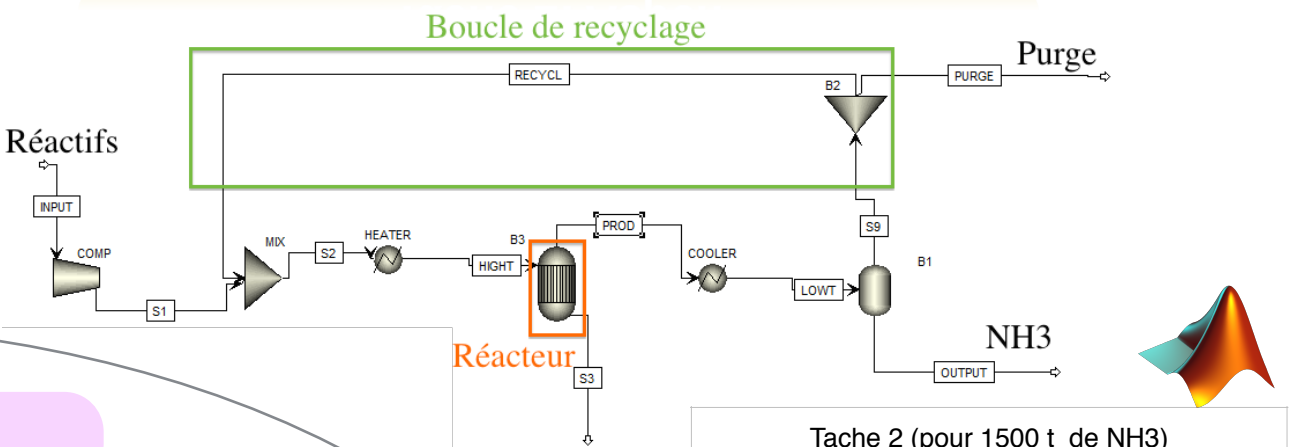 Boucle de recyclage
Purge
RECYCL
PURGE
B2
Réactifs
INPUT
S9
PROD
COMP
MIX
S2
HEATER
B3
HIGHT
COOLER
LOWT
B1
S1
Réacteur
S3
NH3
OUTPUT
Tache 2 (pour 1500 t de NH3)